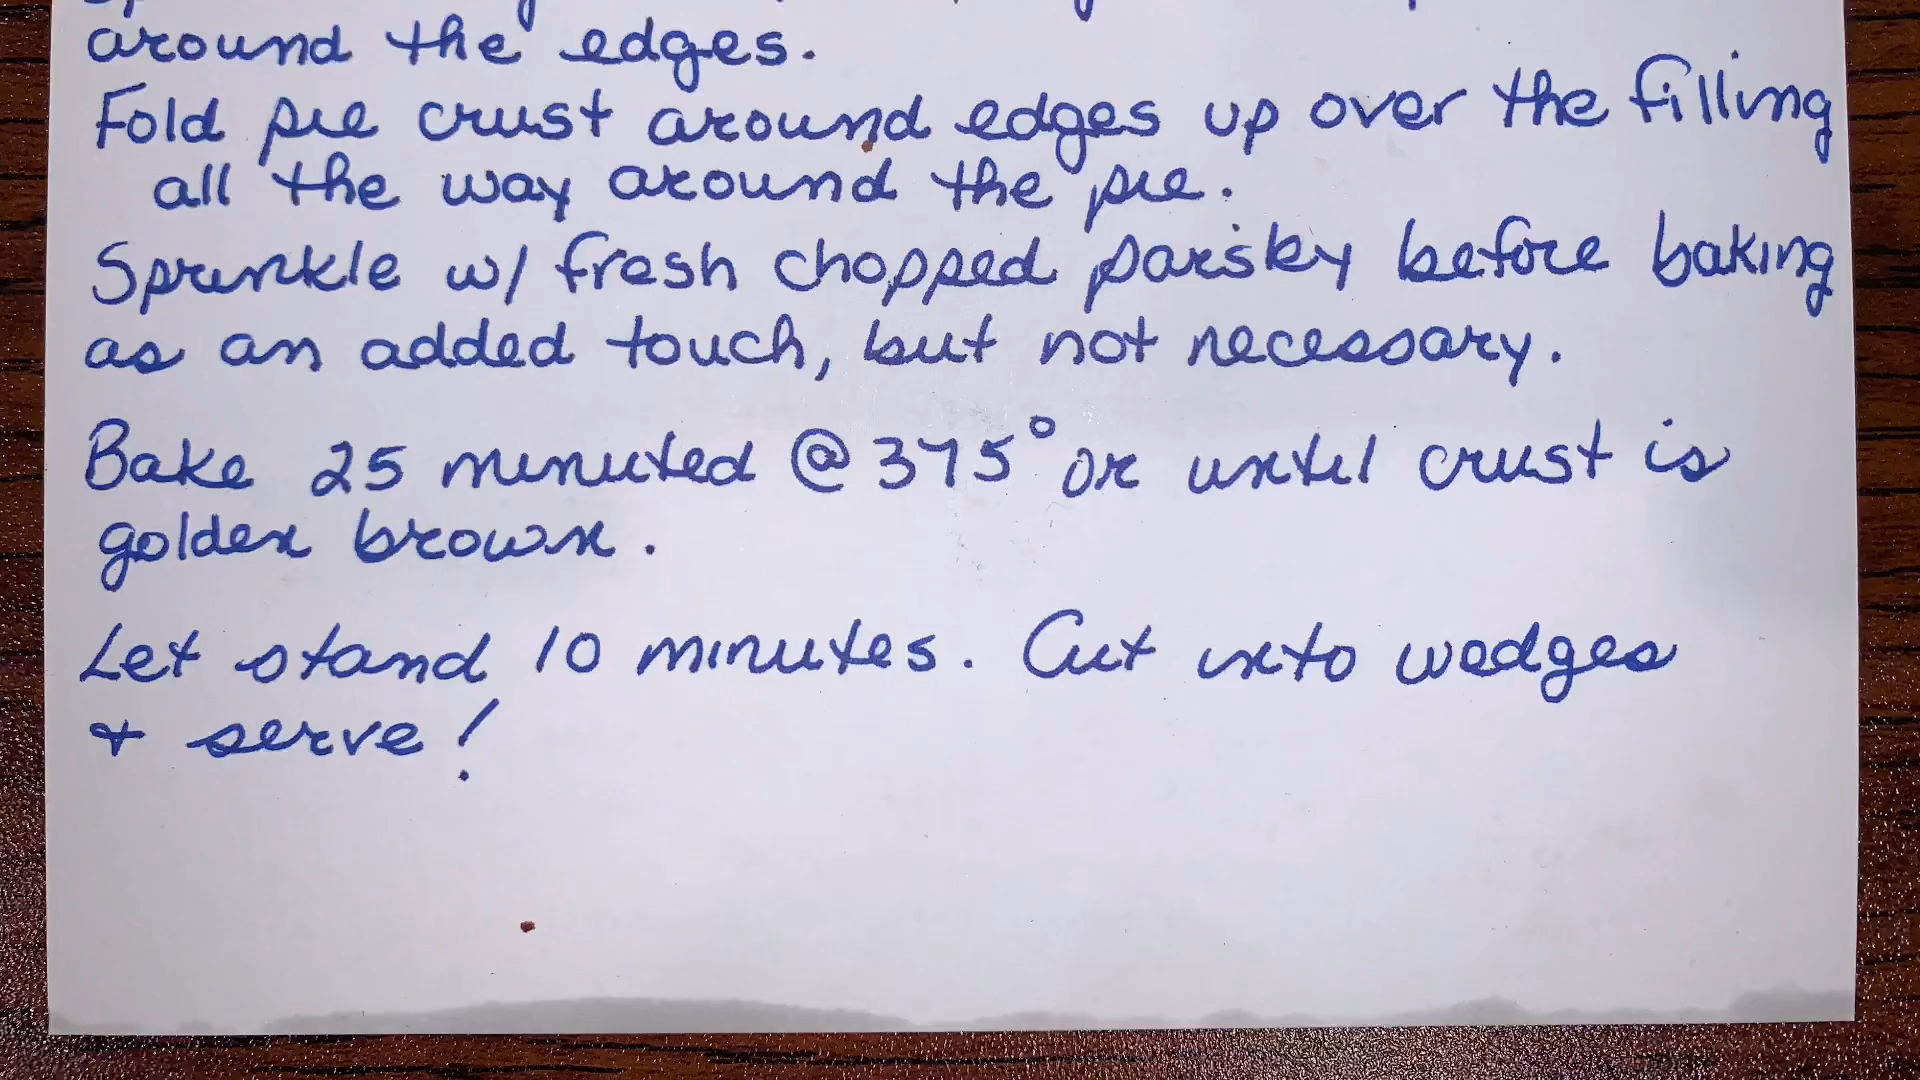 around the edges.
Fold pie crust around edges up over the filling
all the way around the pie.
Sprinkle w/ fresh chopped parsley before baking
as an added touch, but not necessary.
Bake 25 minuted @ 375° or until crust is
golden brown.
Let stand 10 minutes. Cut into wedges
& serve!